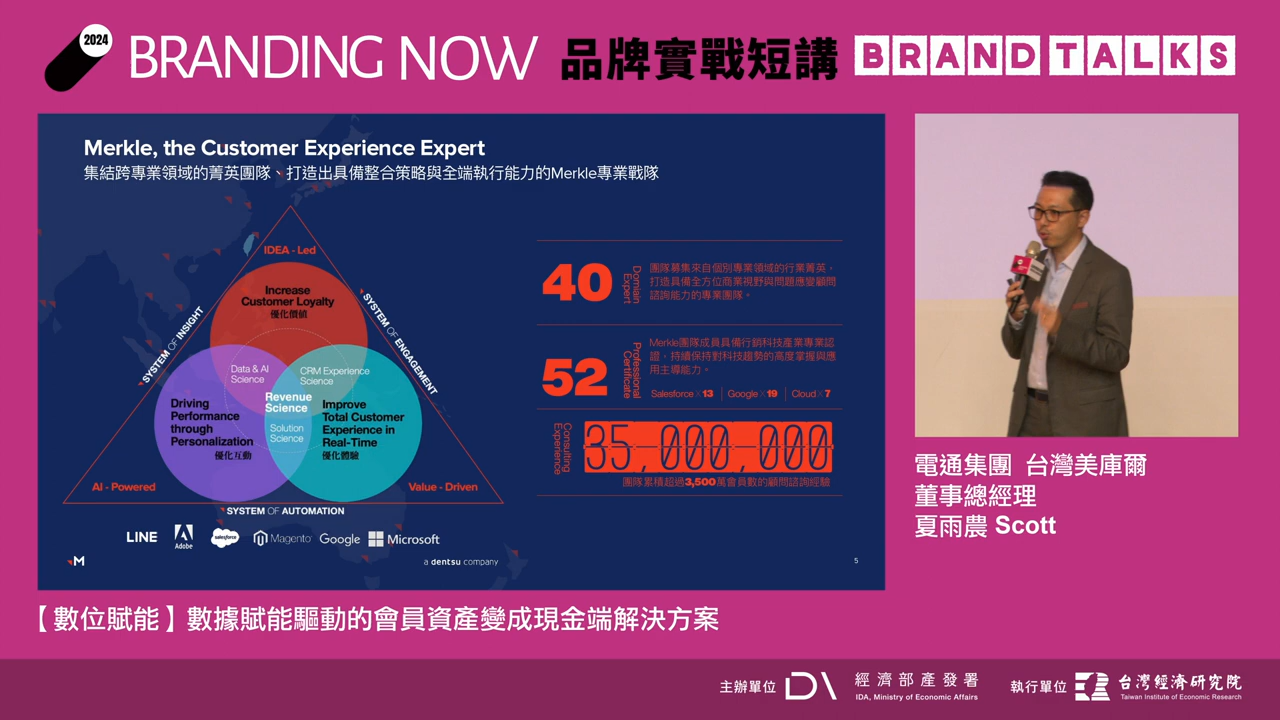 2024
BRANDING NOW 品牌實戰短講 BRAND TALKS
Merkle, the Customer Experience Expert
集結跨專業領域的菁英團隊、打造出具備整合策略與全端執行能力的Merkle專業戰隊
IDEA - Led
Increase
Customer Loyalty
優化價值
SYSTEM OF INSIGHT
SYSTEM OF ENGAGEMENT
Data & AI
Science
CRM Experience
Science
Revenue
Science
Solution
Science
Driving
Performance
through
Personalization
優化互動
Improve
Total Customer
Experience in
Real-Time
優化體驗
AI - Powered
Value - Driven
SYSTEM OF AUTOMATION
LINE
Adobe
salesforce
Magento
Google
Microsoft
40
Domain
Expert
團隊募集來自個別專業領域的行業菁英，
打造具備全方位商業視野與問題應變顧問
諮詢能力的專業團隊。
52
Professional
Certificate
Merkle團隊成員具備行銷科技產業專業認
證，持續保持對科技趨勢的高度掌握與應
用主導能力。
Salesforce X 13 | Google X 19 | Cloud X 7
Consulting
Experience
35,000,000
團隊累積超過3,500萬會員數的顧問諮詢經驗
M
a dentsu company
5
電通集團 台灣美庫爾
董事總經理
夏雨農 Scott
【數位賦能】數據賦能驅動的會員資產變成現金端解決方案
主辦單位 IDA 經濟部產發署
IDA, Ministry of Economic Affairs
執行單位 台灣經濟研究院
Taiwan Institute of Economic Research